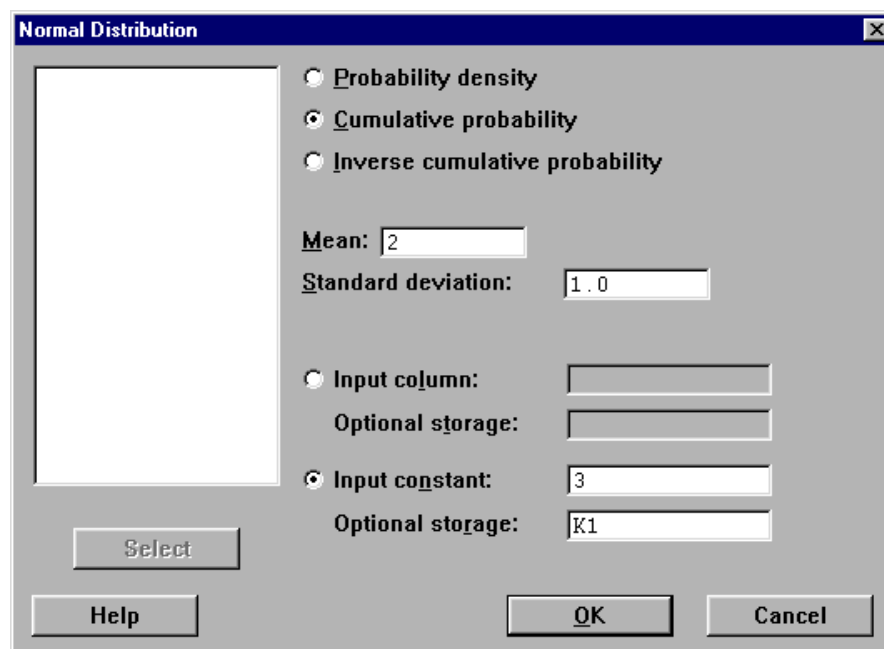 Normal Distribution
Probability density
Cumulative probability
Inverse cumulative probability
Mean: 2
Standard deviation: 1.0
Input column:
Optional storage:
Input constant: 3
Optional storage: K1
Select
Help OK Cancel